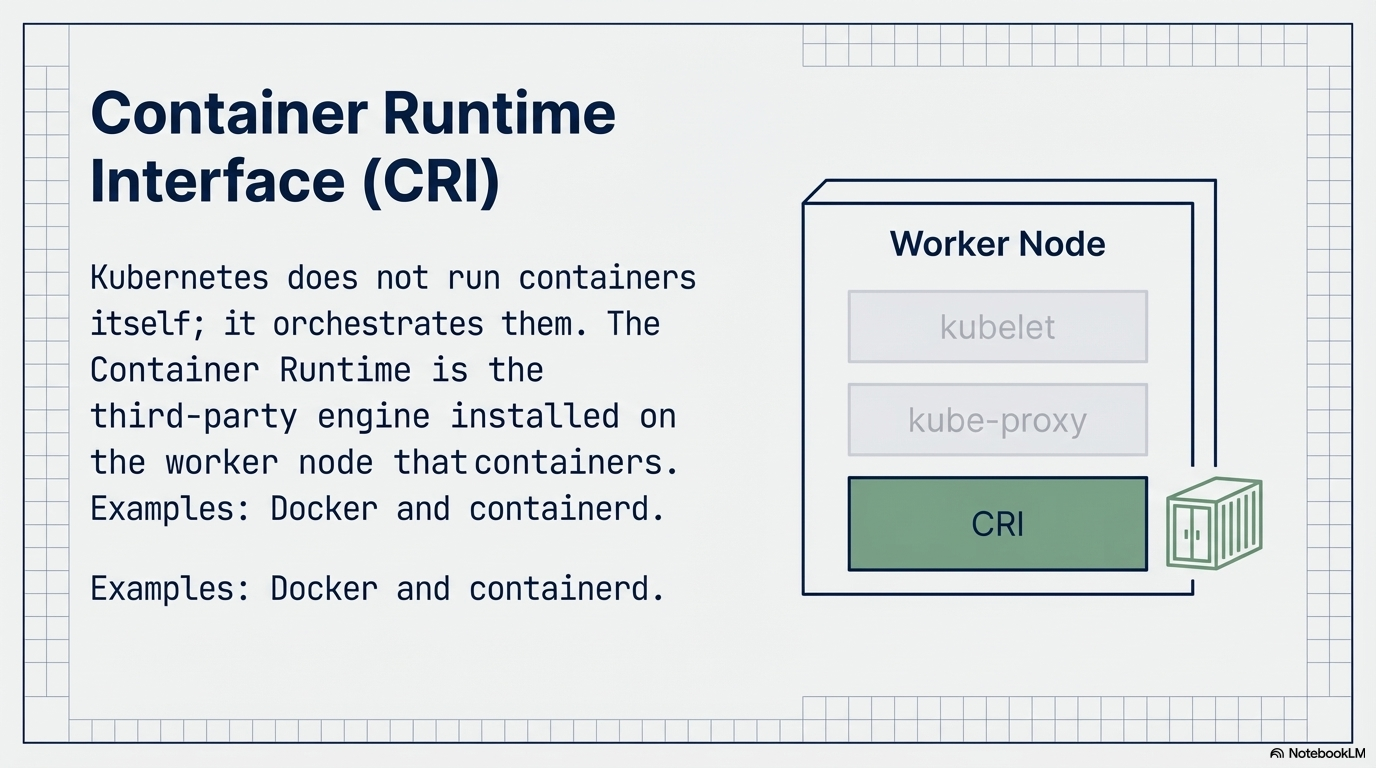 Container Runtime
Interface (CRI)
Kubernetes does not run containers
itself; it orchestrates them. The
Container Runtime is the
third-party engine installed on
the worker node that containers.
Examples: Docker and containerd.
Examples: Docker and containerd.
Worker Node
kubelet
kube-proxy
CRI
NotebookLM